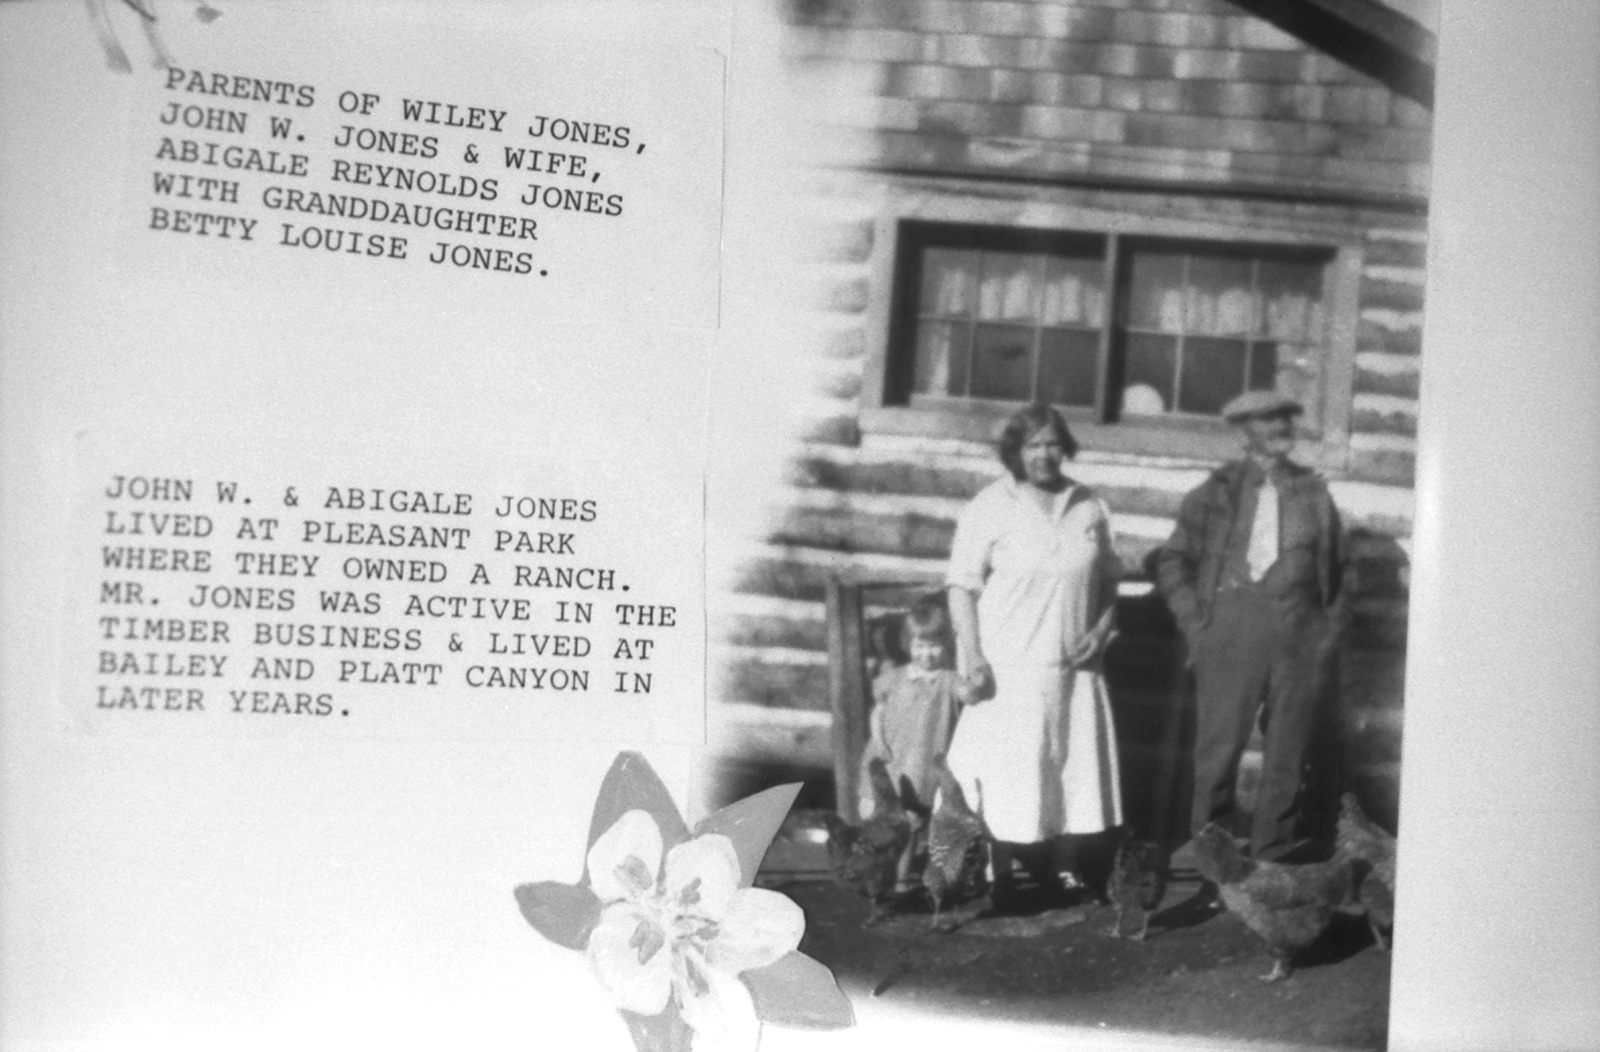 PARENTS OF WILEY JONES,
JOHN W. JONES & WIFE,
ABIGALE REYNOLDS JONES
WITH GRANDDAUGHTER
BETTY LOUISE JONES.
JOHN W. & ABIGALE JONES
LIVED AT PLEASANT PARK
WHERE THEY OWNED A RANCH.
MR. JONES WAS ACTIVE IN THE
TIMBER BUSINESS & LIVED AT
BAILEY AND PLATT CANYON IN
LATER YEARS.